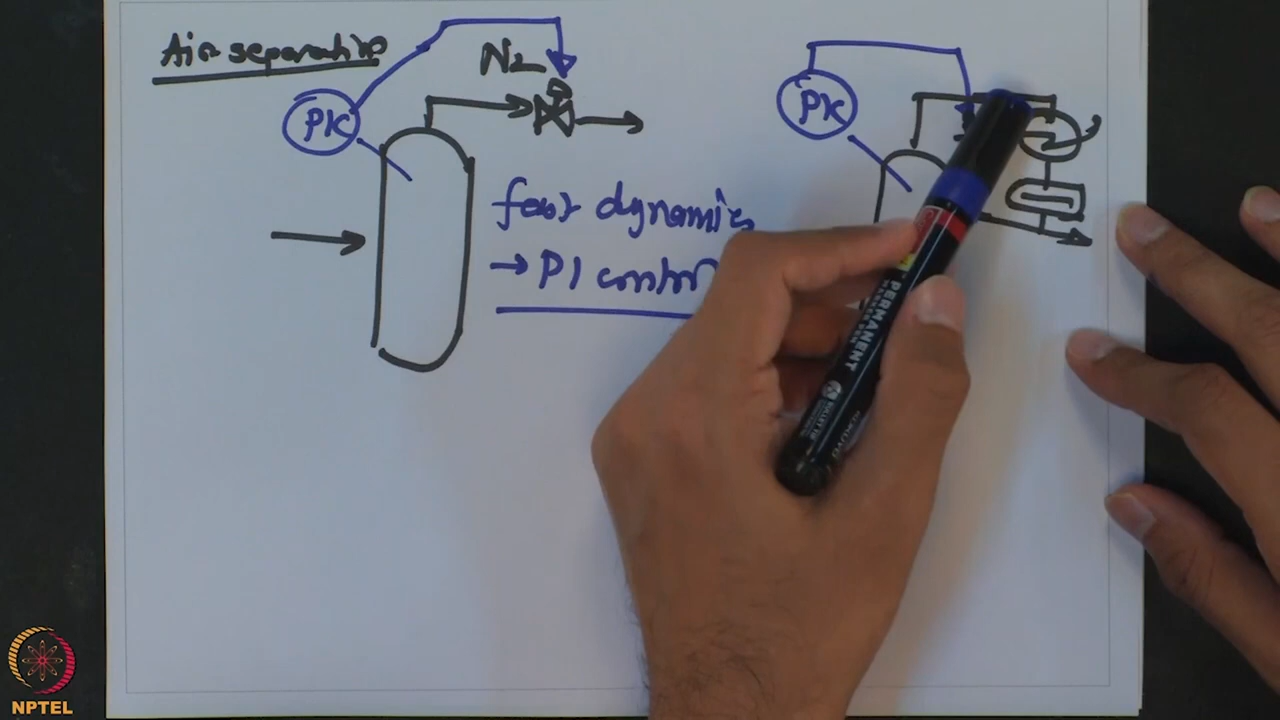 Air separation
N2
PK
PK
fast dynamics
→ PI control
PERMANENT
NPTEL